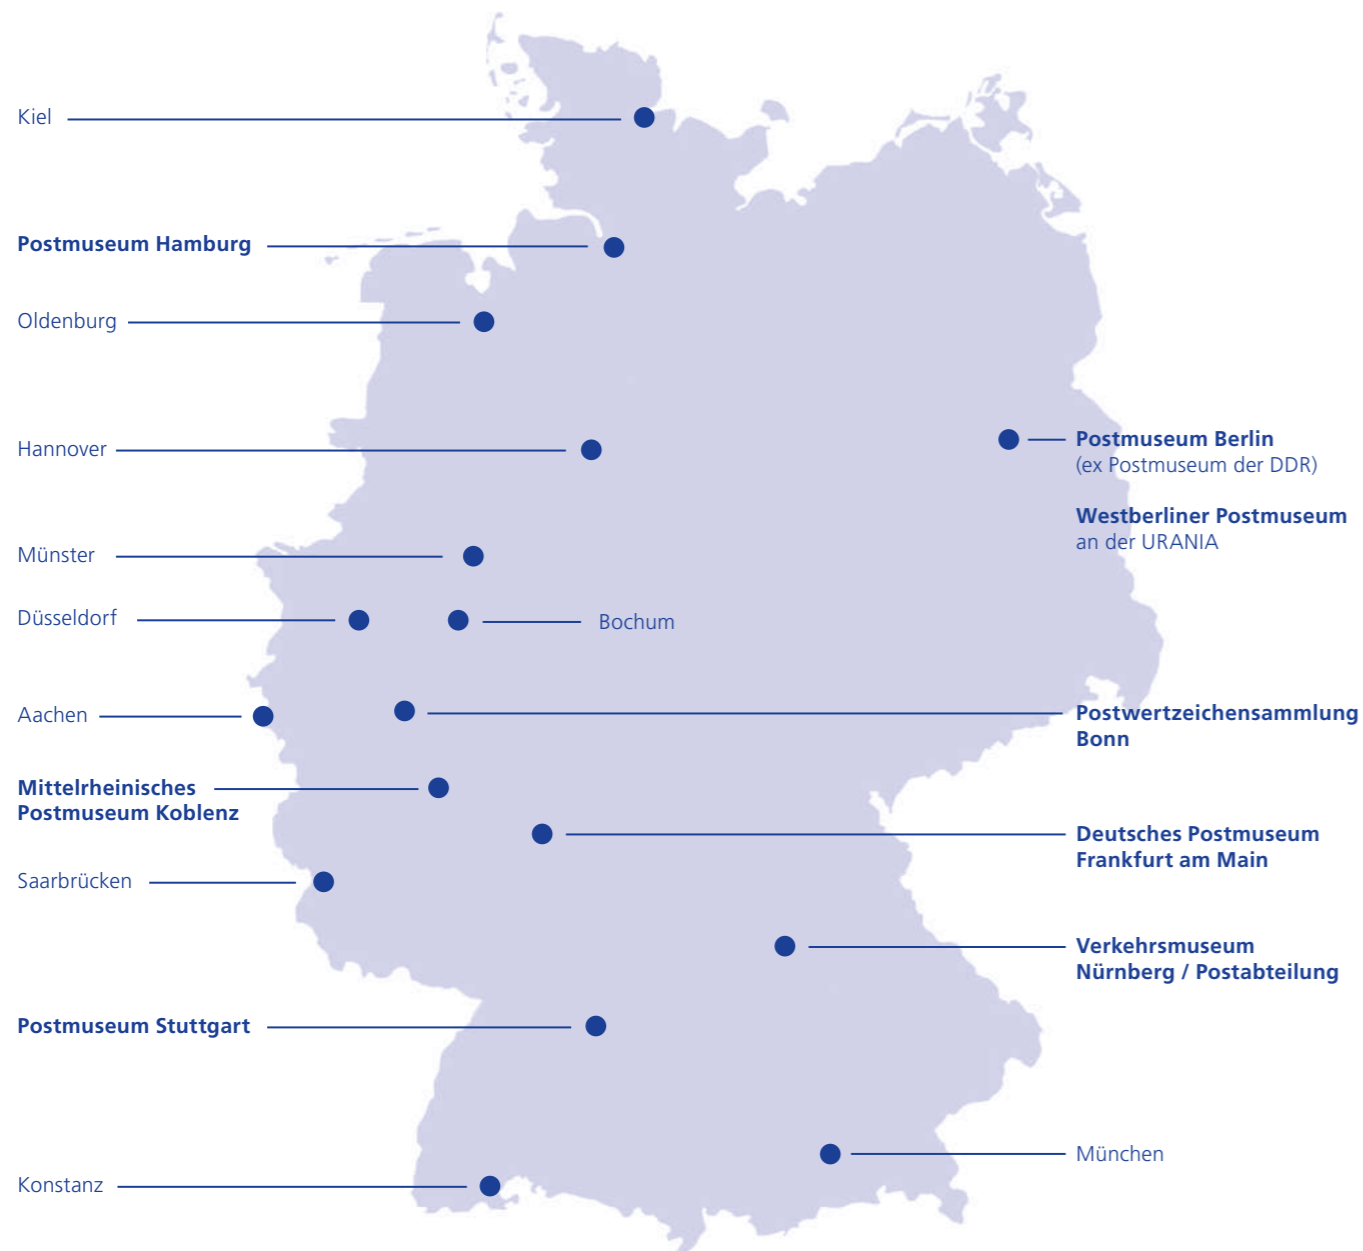 Kiel
Postmuseum Hamburg
Oldenburg
Hannover
Postmuseum Berlin
(ex Postmuseum der DDR)
Westberliner Postmuseum
an der URANIA
Münster
Düsseldorf
Bochum
Aachen
Postwertzeichensammlung
Bonn
Mittelrheinisches
Postmuseum Koblenz
Deutsches Postmuseum
Frankfurt am Main
Saarbrücken
Verkehrsmuseum
Nürnberg / Postabteilung
Postmuseum Stuttgart
München
Konstanz